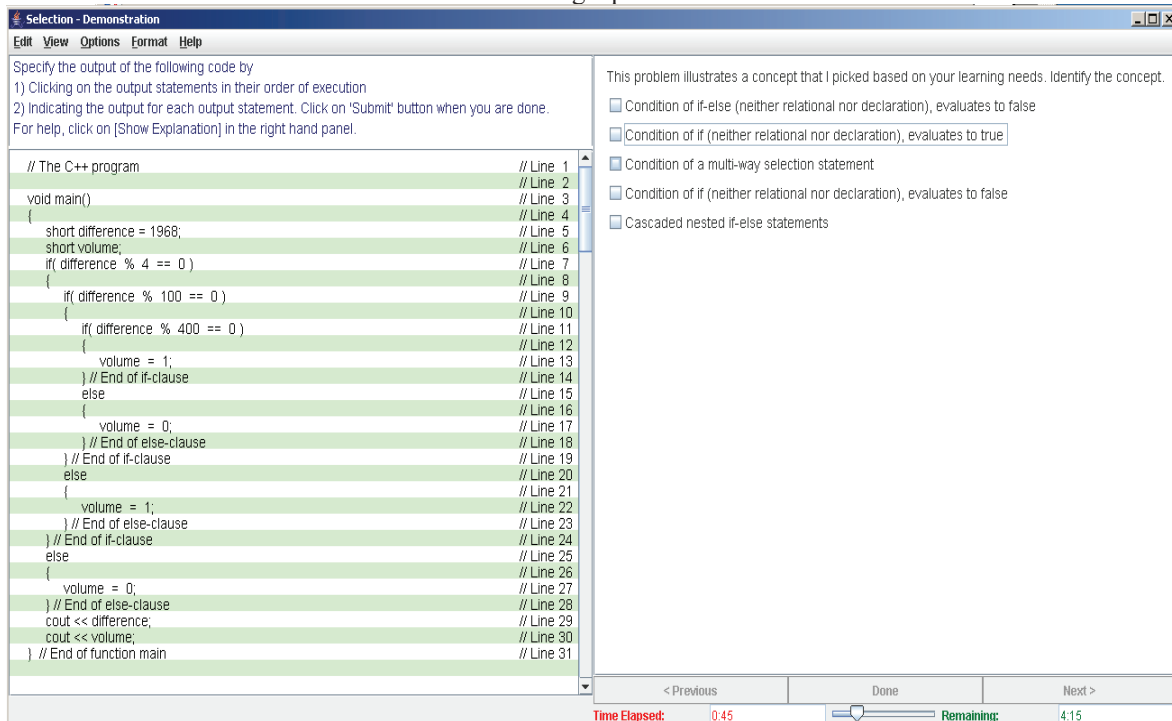 Selection - Demonstration
Edit View Options Format Help
Specify the output of the following code by
1) Clicking on the output statements in their order of execution
2) Indicating the output for each output statement. Click on 'Submit' button when you are done.
For help, click on [Show Explanation] in the right hand panel.
// The C++ program // Line 1
// Line 2
void main() // Line 3
{ // Line 4
short difference = 1968; // Line 5
short volume; // Line 6
if( difference % 4 == 0 ) // Line 7
{ // Line 8
if( difference % 100 == 0 ) // Line 9
{ // Line 10
if( difference % 400 == 0 ) // Line 11
{ // Line 12
volume = 1; // Line 13
} // End of if-clause // Line 14
else // Line 15
{ // Line 16
volume = 0; // Line 17
} // End of else-clause // Line 18
} // End of if-clause // Line 19
else // Line 20
{ // Line 21
volume = 1; // Line 22
} // End of else-clause // Line 23
} // End of if-clause // Line 24
else // Line 25
{ // Line 26
volume = 0; // Line 27
} // End of else-clause // Line 28
cout << difference; // Line 29
cout << volume; // Line 30
} // End of function main // Line 31
This problem illustrates a concept that I picked based on your learning needs. Identify the concept.
Condition of if-else (neither relational nor declaration), evaluates to false
Condition of if (neither relational nor declaration), evaluates to true
Condition of a multi-way selection statement
Condition of if (neither relational nor declaration), evaluates to false
Cascaded nested if-else statements
< Previous Done Next >
Time Elapsed: 0:45 Remaining: 4:15